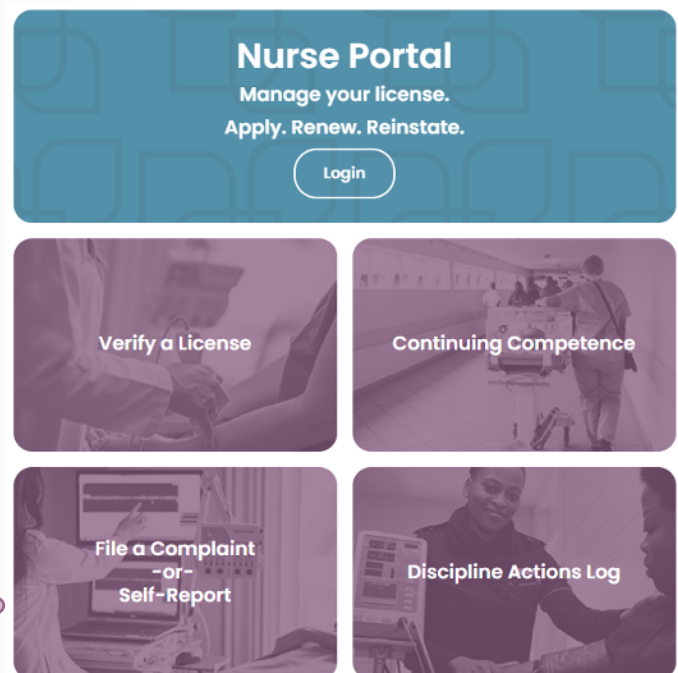 Nurse Portal
Manage your license.
Apply. Renew. Reinstate.
Login
Verify a License
Continuing Competence
File a Complaint
-or-
Self-Report
Discipline Actions Log